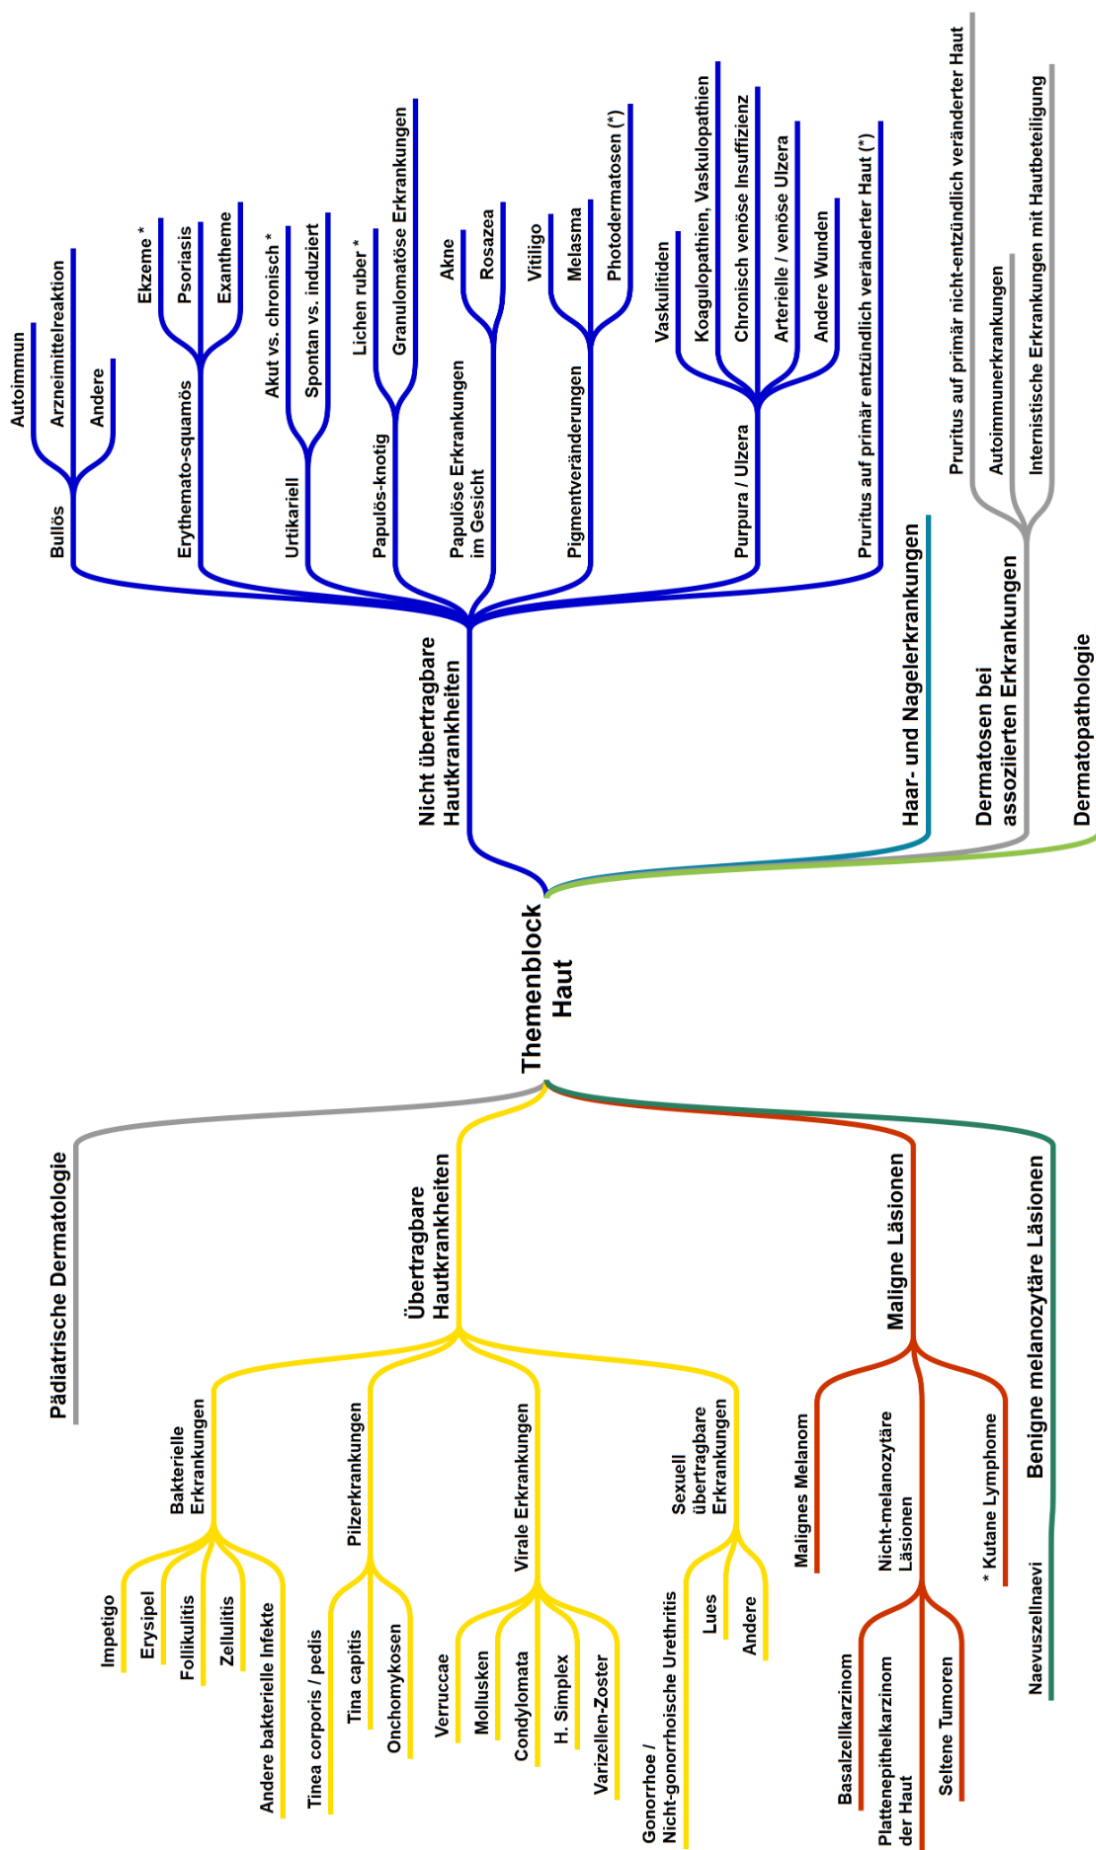 Themenblock
Haut
Pädiatrische Dermatologie
Übertragbare
Hautkrankheiten
Bakterielle
Erkrankungen
Impetigo
Erysipel
Follikulitis
Zellulitis
Andere bakterielle Infekte
Pilzerkrankungen
Tinea corporis / pedis
Tina capitis
Onchomykosen
Virale Erkrankungen
Verruccae
Mollusken
Condylomata
H. Simplex
Varizellen-Zoster
Sexuell
übertragbare
Erkrankungen
Gonorrhoe /
Nicht-gonorrhoische Urethritis
Lues
Andere
Maligne Läsionen
Malignes Melanom
Nicht-melanozytäre
Läsionen
Basalzellkarzinom
Plattenepithelkarzinom
der Haut
Seltene Tumoren
* Kutane Lymphome
Benigne melanozytäre Läsionen
Naevuszellnaevi
Nicht übertragbare
Hautkrankheiten
Bullös
Autoimmun
Arzneimittelreaktion
Andere
Erythemato-squamös
Ekzeme *
Psoriasis
Exantheme
Urtikariell
Akut vs. chronisch *
Spontan vs. induziert
Papulös-knotig
Lichen ruber *
Granulomatöse Erkrankungen
Papulöse Erkrankungen
im Gesicht
Akne
Rosazea
Pigmentveränderungen
Vitiligo
Melasma
Photodermatosen (*)
Purpura / Ulzera
Vaskulitiden
Koagulopathien, Vaskulopathien
Chronisch venöse Insuffizienz
Arterielle / venöse Ulzera
Andere Wunden
Pruritus auf primär entzündlich veränderter Haut (*)
Haar- und Nagelerkrankungen
Dermatosen bei
assoziierten Erkrankungen
Pruritus auf primär nicht-entzündlich veränderter Haut
Autoimmunerkrankungen
Internistische Erkrankungen mit Hautbeteiligung
Dermatopathologie